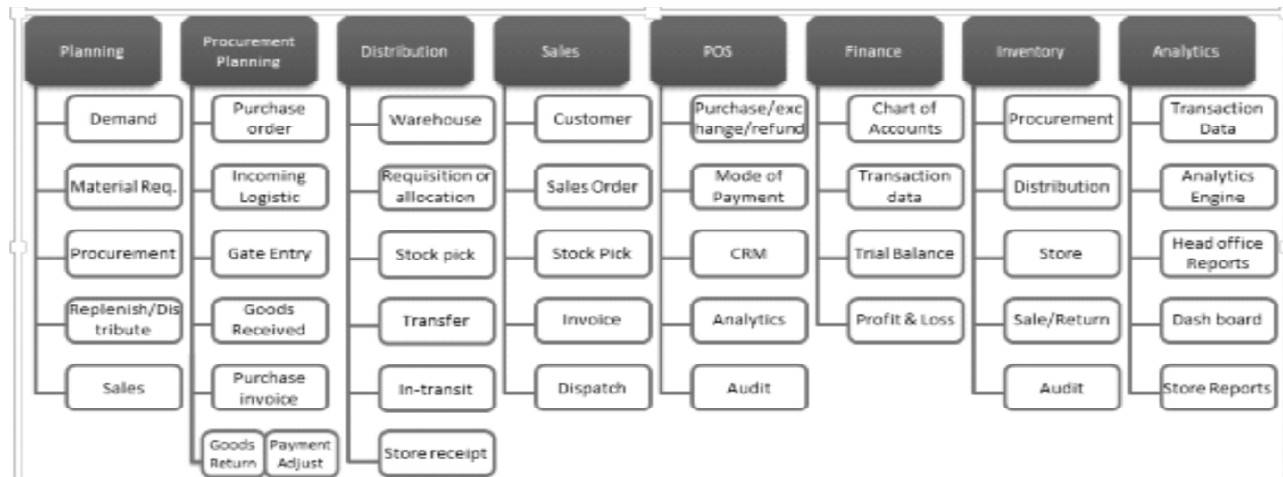 Planning
Procurement
Planning
Distribution
Sales
POS
Finance
Inventory
Analytics
Demand
Material Req.
Procurement
Replenish/Dis
tribute
Sales
Purchase
order
Incoming
Logistic
Gate Entry
Goods
Received
Purchase
invoice
Goods
Return
Payment
Adjust
Warehouse
Requisition or
allocation
Stock pick
Transfer
In-transit
Store receipt
Customer
Sales Order
Stock Pick
Invoice
Dispatch
Purchase/exc
hange/refund
Mode of
Payment
CRM
Analytics
Audit
Chart of
Accounts
Transaction
data
Trial Balance
Profit & Loss
Procurement
Distribution
Store
Sale/Return
Audit
Transaction
Data
Analytics
Engine
Head office
Reports
Dash board
Store Reports